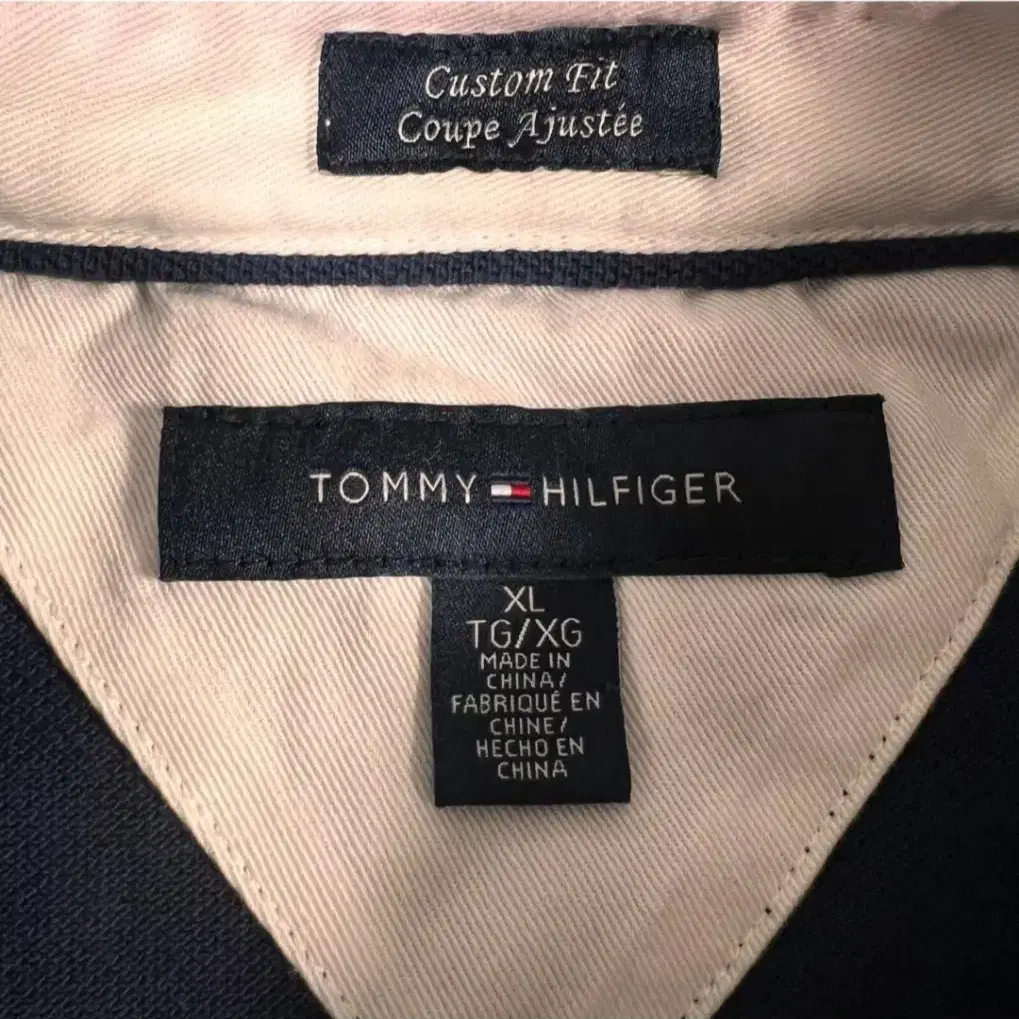 Custom Fit
Coupe Ajustée
TOMMY HILFIGER
XL
TG/XG
MADE IN
CHINA/
FABRIQUÉ EN
CHINE/
HECHO EN
CHINA